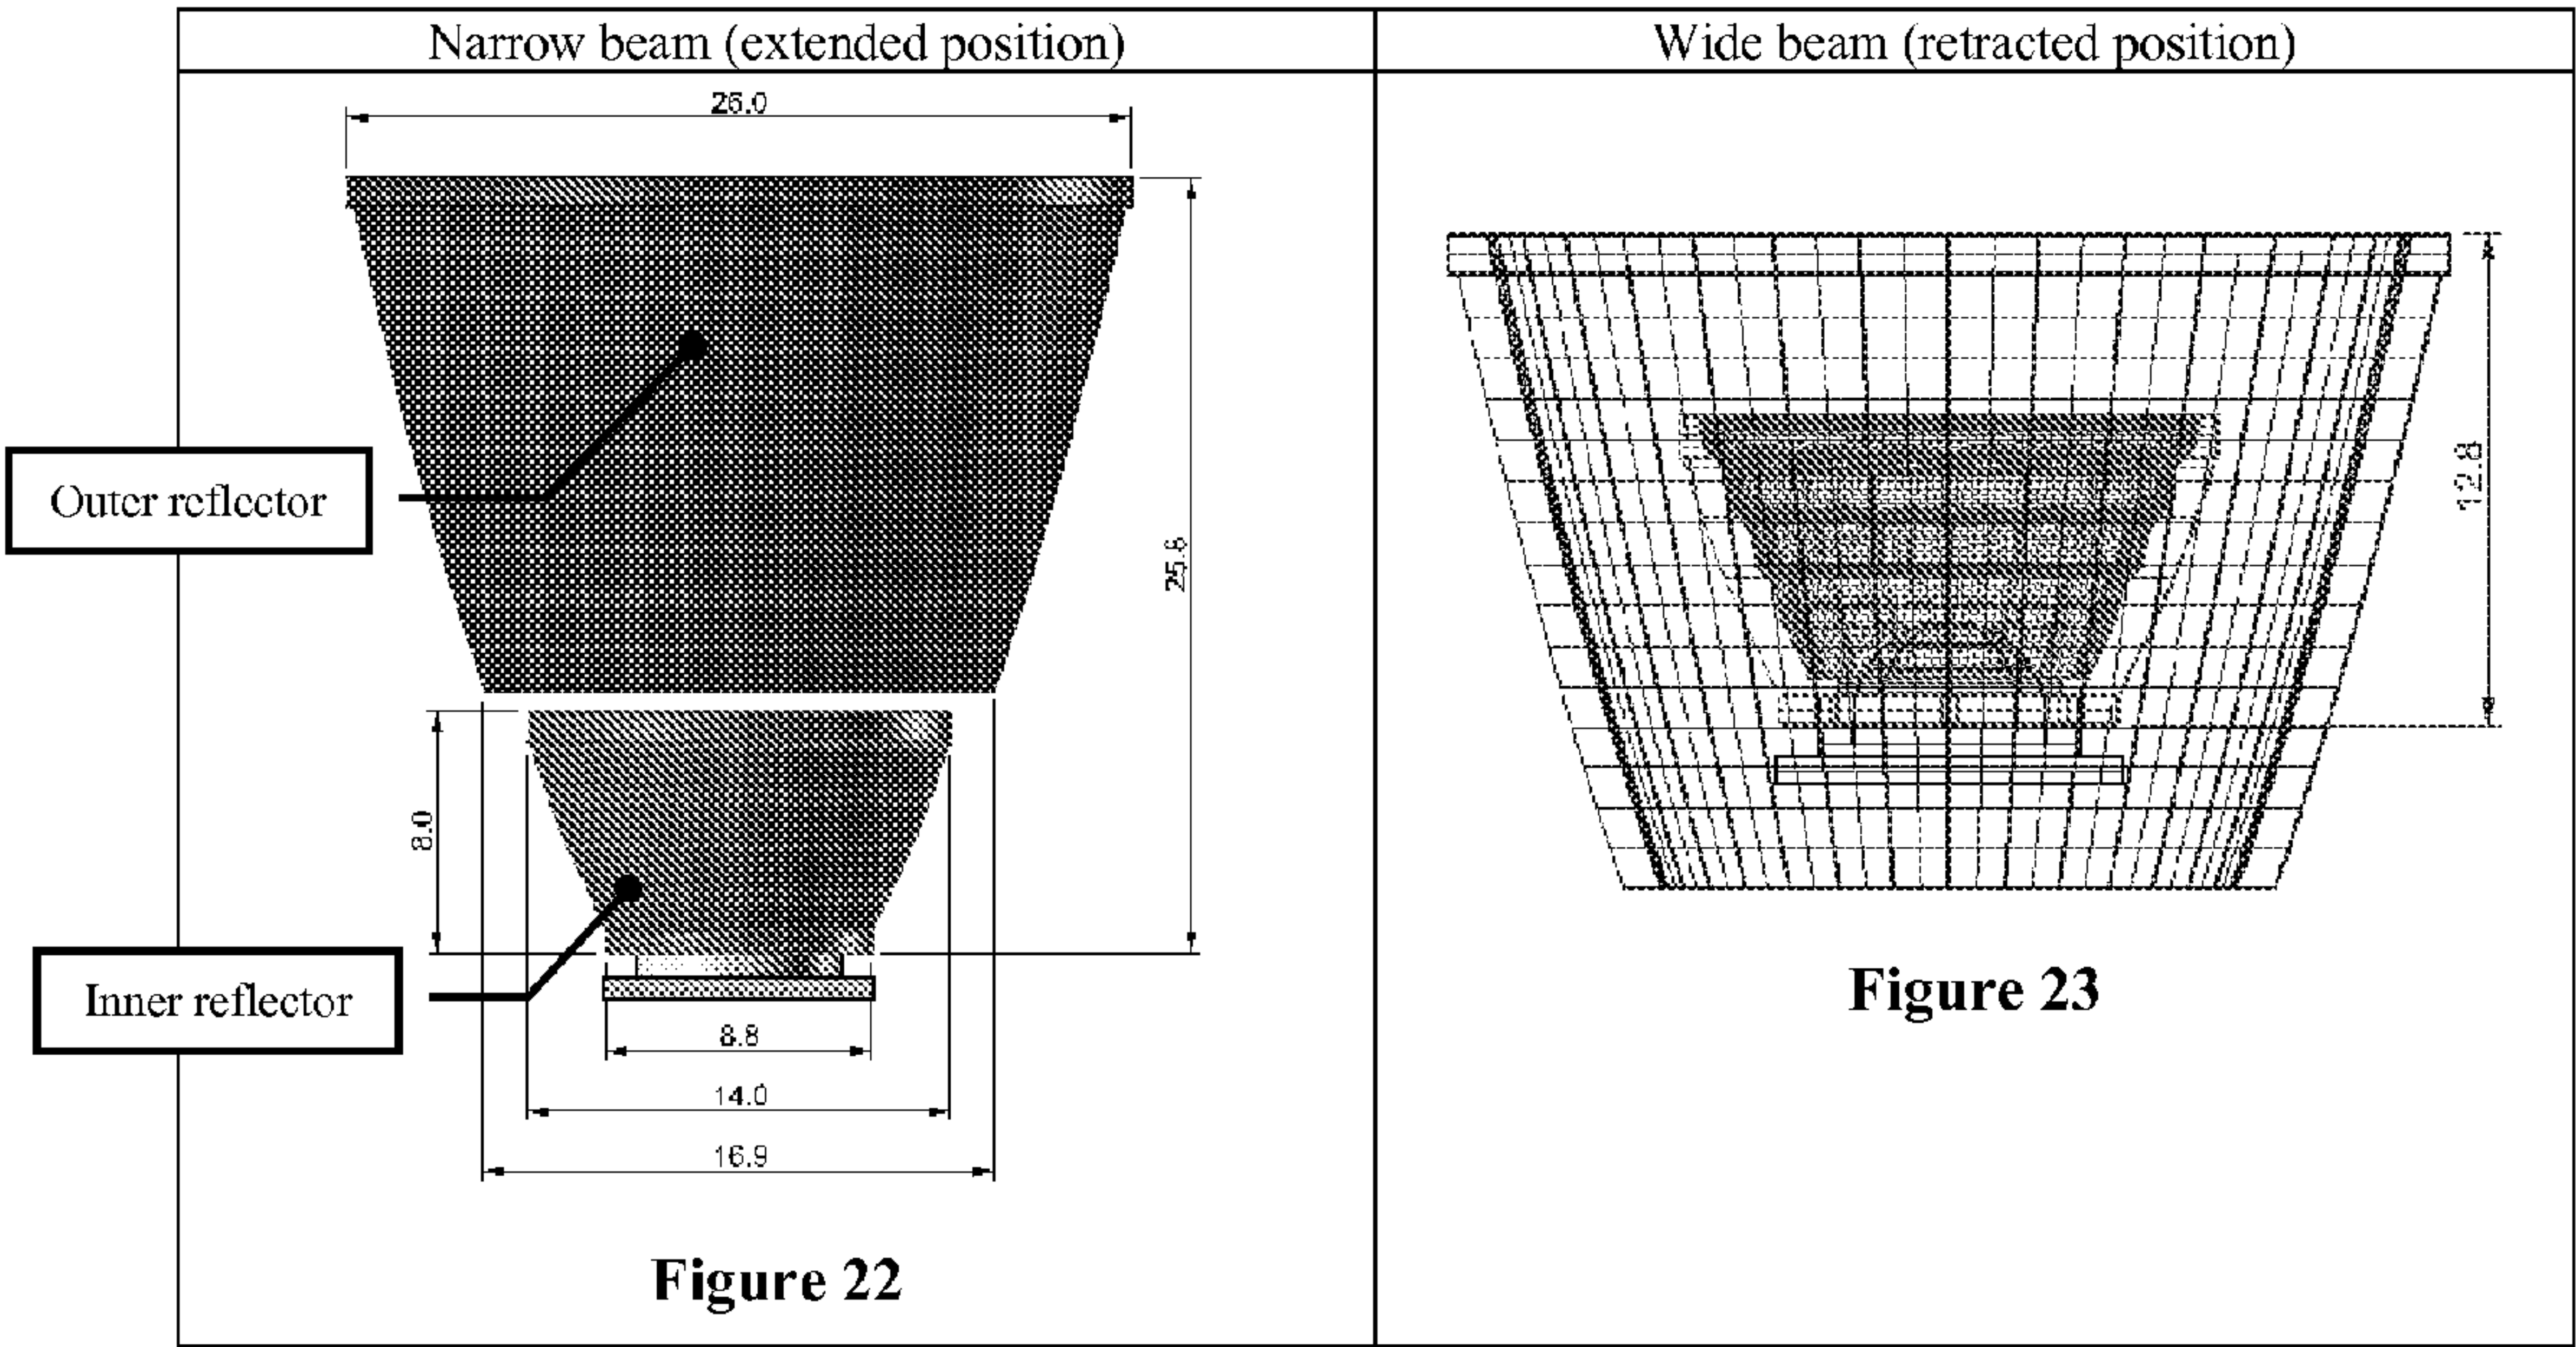 Narrow beam (extended position)
Wide beam (retracted position)
26.0
Outer reflector
25.6
12.8
8.0
Inner reflector
8.8
14.0
16.9
Figure 22
Figure 23